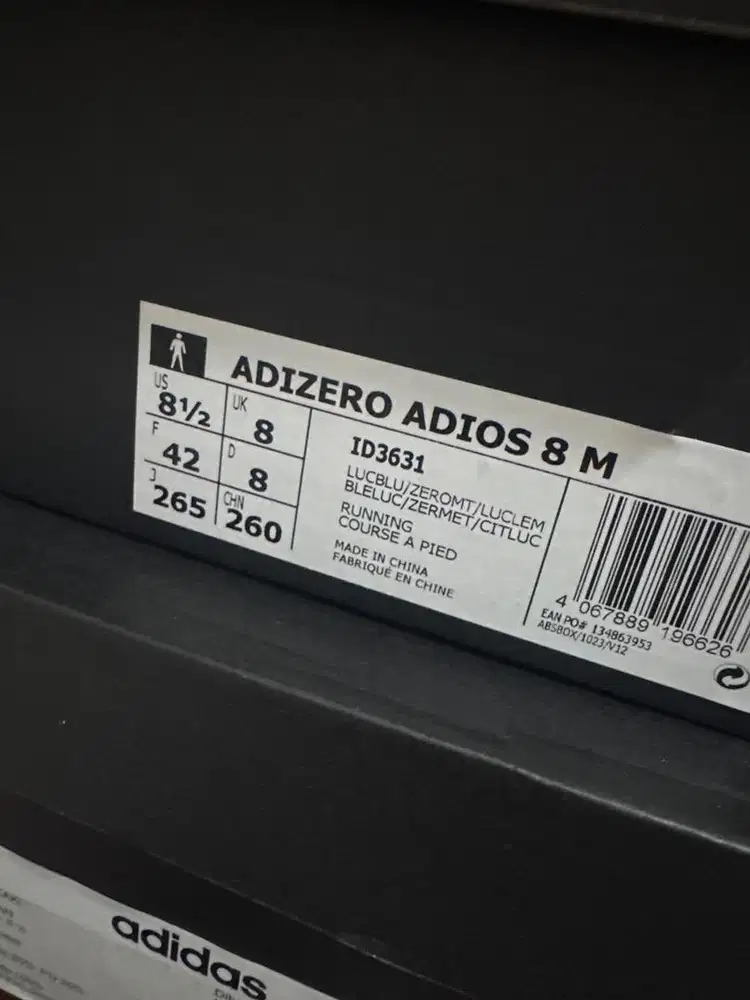 ADIZERO ADIOS 8 M
US
8½
UK
8
F
42
D
8
J
265
CHN
260
ID3631
LUCBLU/ZEROMT/LUCLEM
BLELUC/ZERMET/CITLUC
RUNNING
COURSE A PIED
MADE IN CHINA
FABRIQUÉ EN CHINE
4 067889 196626
EAN PO# 134863953
ABSBOX/1023/V12
adidas